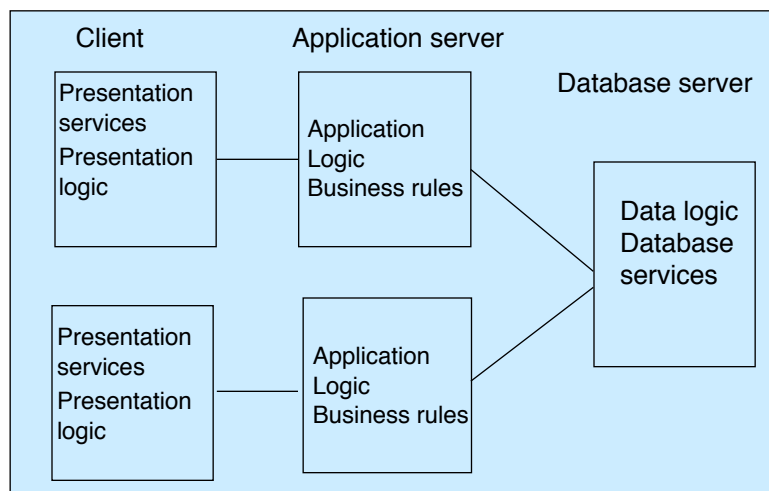 Client
Application server
Database server
Presentation
services
Presentation
logic
Application
Logic
Business rules
Data logic
Database
services
Presentation
services
Presentation
logic
Application
Logic
Business rules